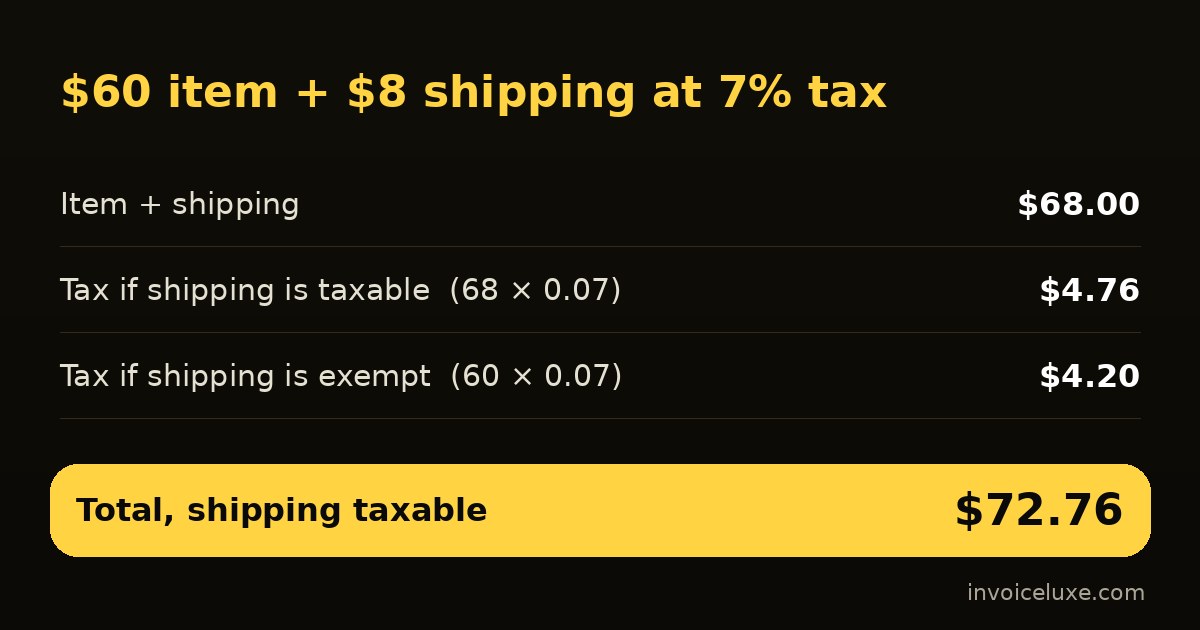 $60 item + $8 shipping at 7% tax
Item + shipping $68.00
Tax if shipping is taxable (68 × 0.07) $4.76
Tax if shipping is exempt (60 × 0.07) $4.20
Total, shipping taxable $72.76
invoiceluxe.com